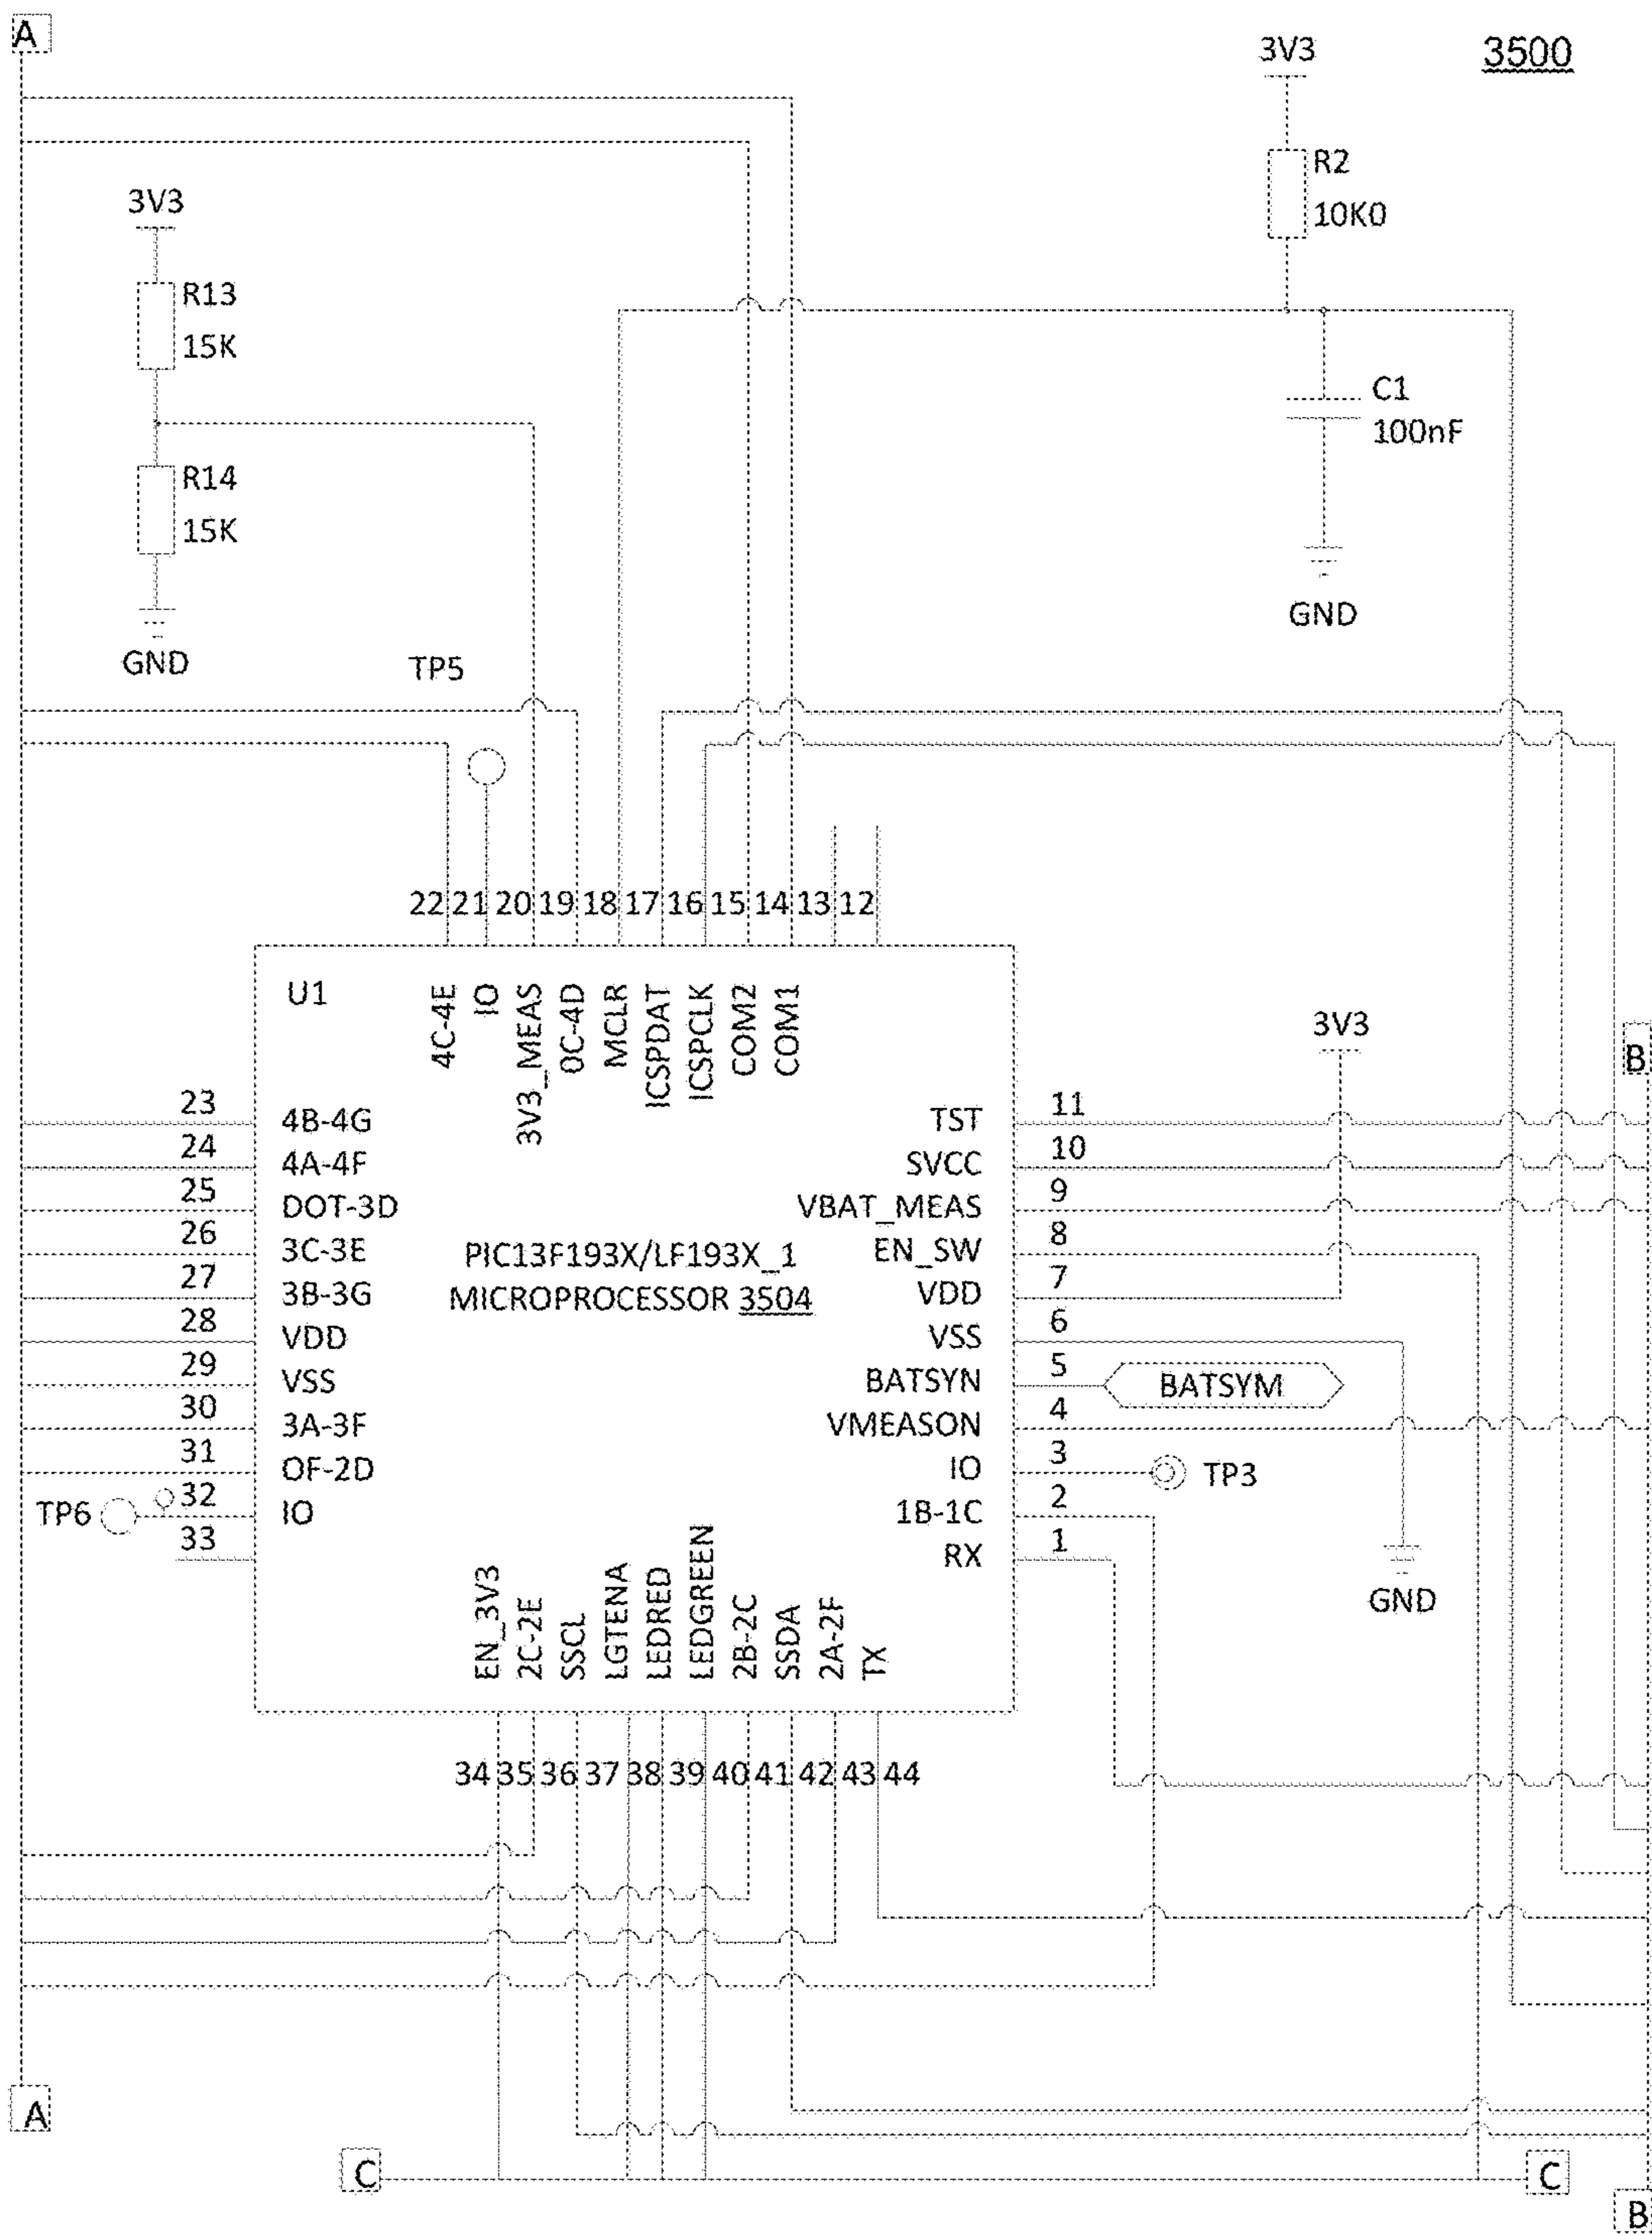 A
3500
3V3
R2
10K0
3V3
R13
15K
C1
100nF
R14
15K
GND
GND
TP5
22 21 20 19 18 17 16 15 14 13 12
U1
4C-4E
IO
3V3_MEAS
0C-4D
MCLR
ICSPDAT
ICSPCLK
COM2
COM1
3V3
B
23 4B-4G
24 4A-4F
25 DOT-3D
26 3C-3E
27 3B-3G
28 VDD
29 VSS
30 3A-3F
31 OF-2D
TP6 32 IO
33
PIC13F193X/LF193X_1
MICROPROCESSOR 3504
TST 11
SVCC 10
VBAT_MEAS 9
EN_SW 8
VDD 7
VSS 6
BATSYN 5 BATSYM
VMEASON 4
IO 3 TP3
1B-1C 2
RX 1
GND
EN_3V3
2C-2E
SSCL
LGTENA
LEDRED
LEDGREEN
2B-2C
SSDA
2A-2F
TX
34 35 36 37 38 39 40 41 42 43 44
A
C
C
B